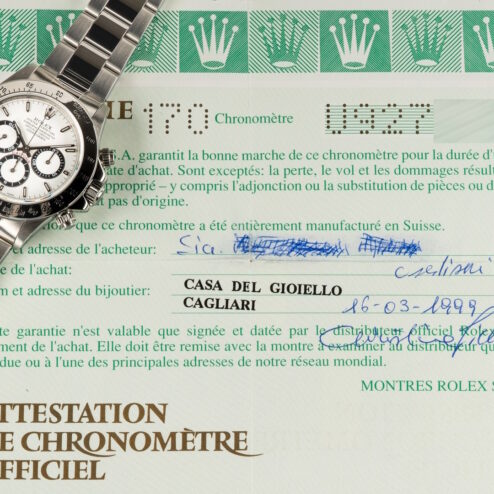 ME 170 Chronomètre U927
S.A. garantit la bonne marche de ce chronomètre pour la durée d'u
te d'achat. Sont exceptés: la perte, le vol et les dommages résult
approprié – y compris l'adjonction ou la substitution de pièces ou d'
t pas d'origine.
que ce chronomètre a été entièrement manufacturé en Suisse.
et adresse de l'acheteur: Sig.
e de l'achat:
m et adresse du bijoutier: CASA DEL GIOIELLO
CAGLIARI 16-03-1999
te garantie n'est valable que signée et datée par le distributeur officiel Rolex
ment de l'achat. Elle doit être remise avec la montre à examiner au distributeur qu
due ou à l'une des principales adresses de notre réseau mondial.
MONTRES ROLEX S
TTESTATION
E CHRONOMÈTRE
FFICIEL